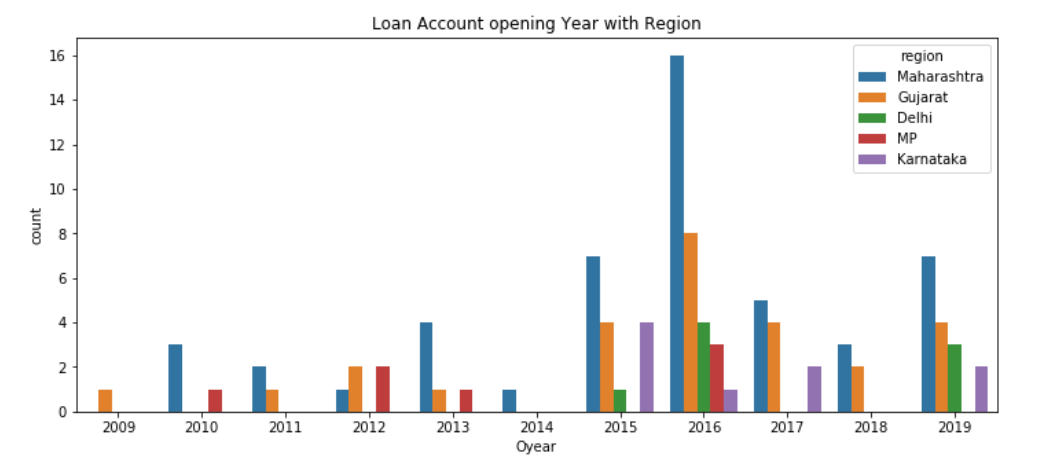 Loan Account opening Year with Region
region
Maharashtra
Gujarat
Delhi
MP
Karnataka
count
16
14
12
10
8
6
4
2
0
2009 2010 2011 2012 2013 2014 2015 2016 2017 2018 2019
Oyear